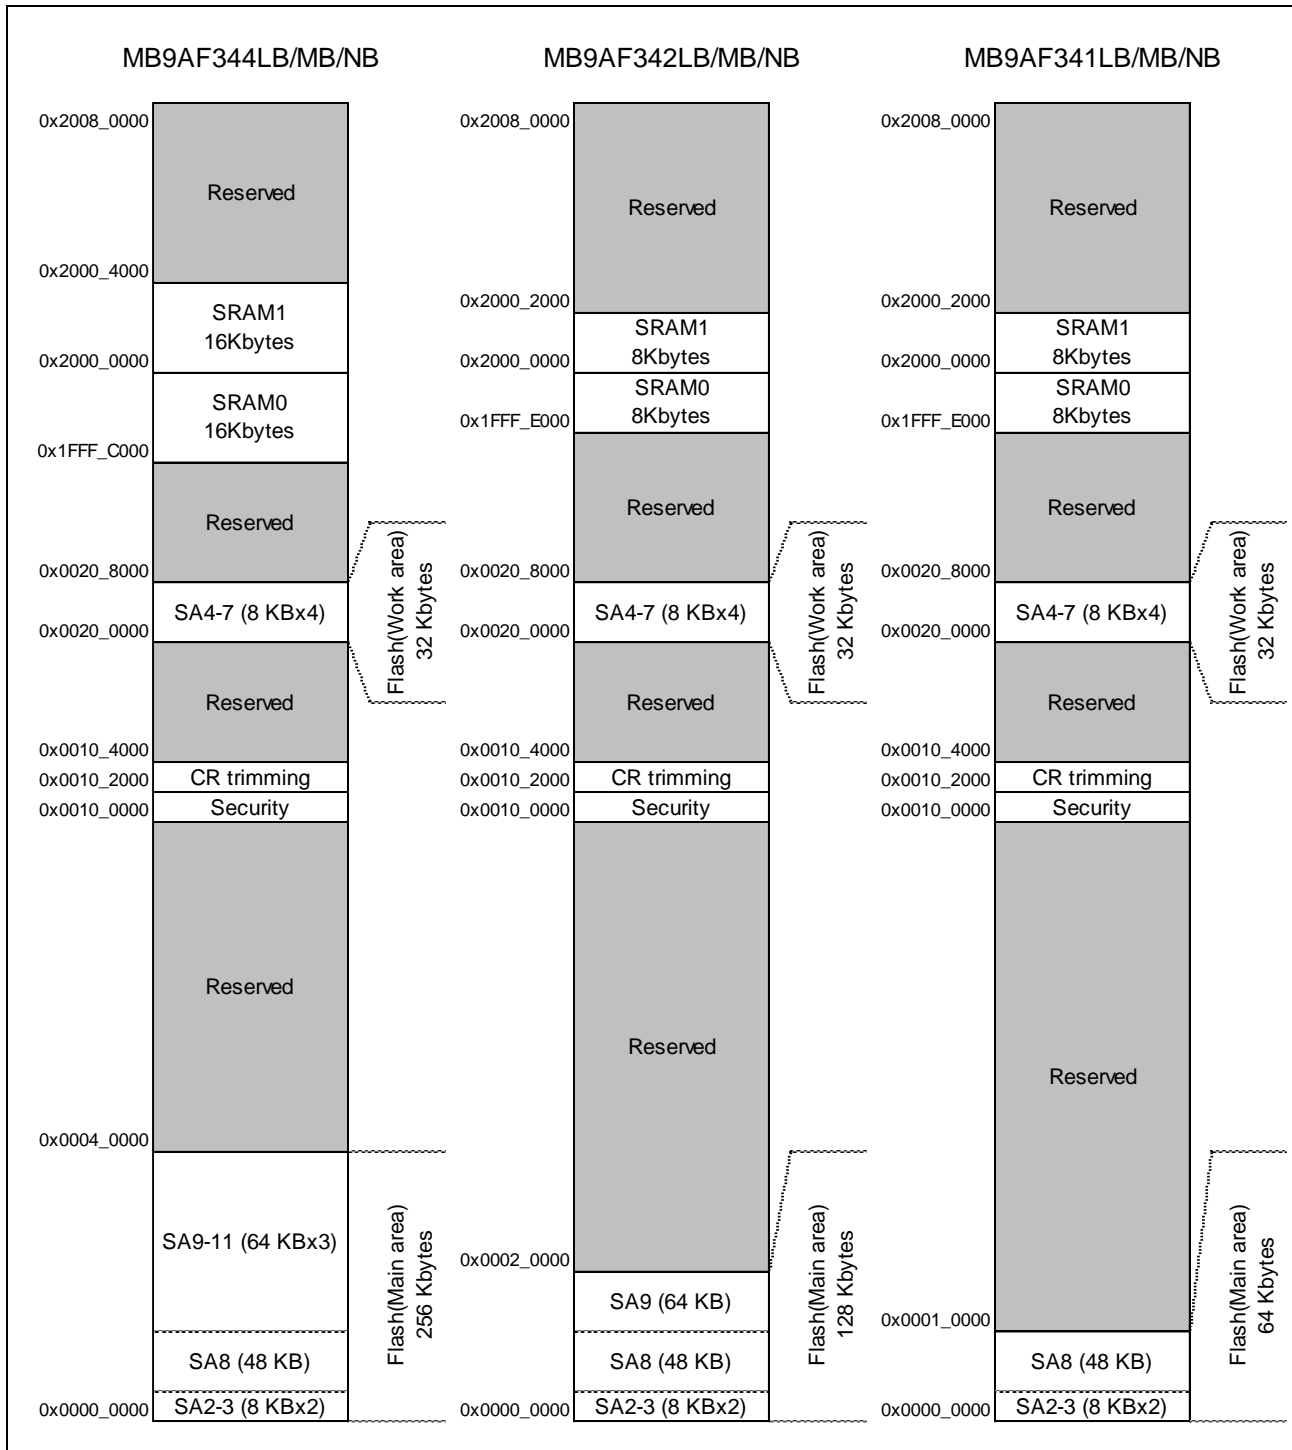 MB9AF344LB/MB/NB
0x2008_0000
Reserved
0x2000_4000
SRAM1
16Kbytes
0x2000_0000
SRAM0
16Kbytes
0x1FFF_C000
Reserved
0x0020_8000
SA4-7 (8 KBx4)
0x0020_0000
Flash(Work area)
32 Kbytes
Reserved
0x0010_4000
CR trimming
0x0010_2000
Security
0x0010_0000
Reserved
0x0004_0000
SA9-11 (64 KBx3)
SA8 (48 KB)
SA2-3 (8 KBx2)
0x0000_0000
Flash(Main area)
256 Kbytes
MB9AF342LB/MB/NB
0x2008_0000
Reserved
0x2000_2000
SRAM1
8Kbytes
0x2000_0000
SRAM0
8Kbytes
0x1FFF_E000
Reserved
0x0020_8000
SA4-7 (8 KBx4)
0x0020_0000
Flash(Work area)
32 Kbytes
Reserved
0x0010_4000
CR trimming
0x0010_2000
Security
0x0010_0000
Reserved
0x0002_0000
SA9 (64 KB)
SA8 (48 KB)
SA2-3 (8 KBx2)
0x0000_0000
Flash(Main area)
128 Kbytes
MB9AF341LB/MB/NB
0x2008_0000
Reserved
0x2000_2000
SRAM1
8Kbytes
0x2000_0000
SRAM0
8Kbytes
0x1FFF_E000
Reserved
0x0020_8000
SA4-7 (8 KBx4)
0x0020_0000
Flash(Work area)
32 Kbytes
Reserved
0x0010_4000
CR trimming
0x0010_2000
Security
0x0010_0000
Reserved
0x0001_0000
SA8 (48 KB)
SA2-3 (8 KBx2)
0x0000_0000
Flash(Main area)
64 Kbytes